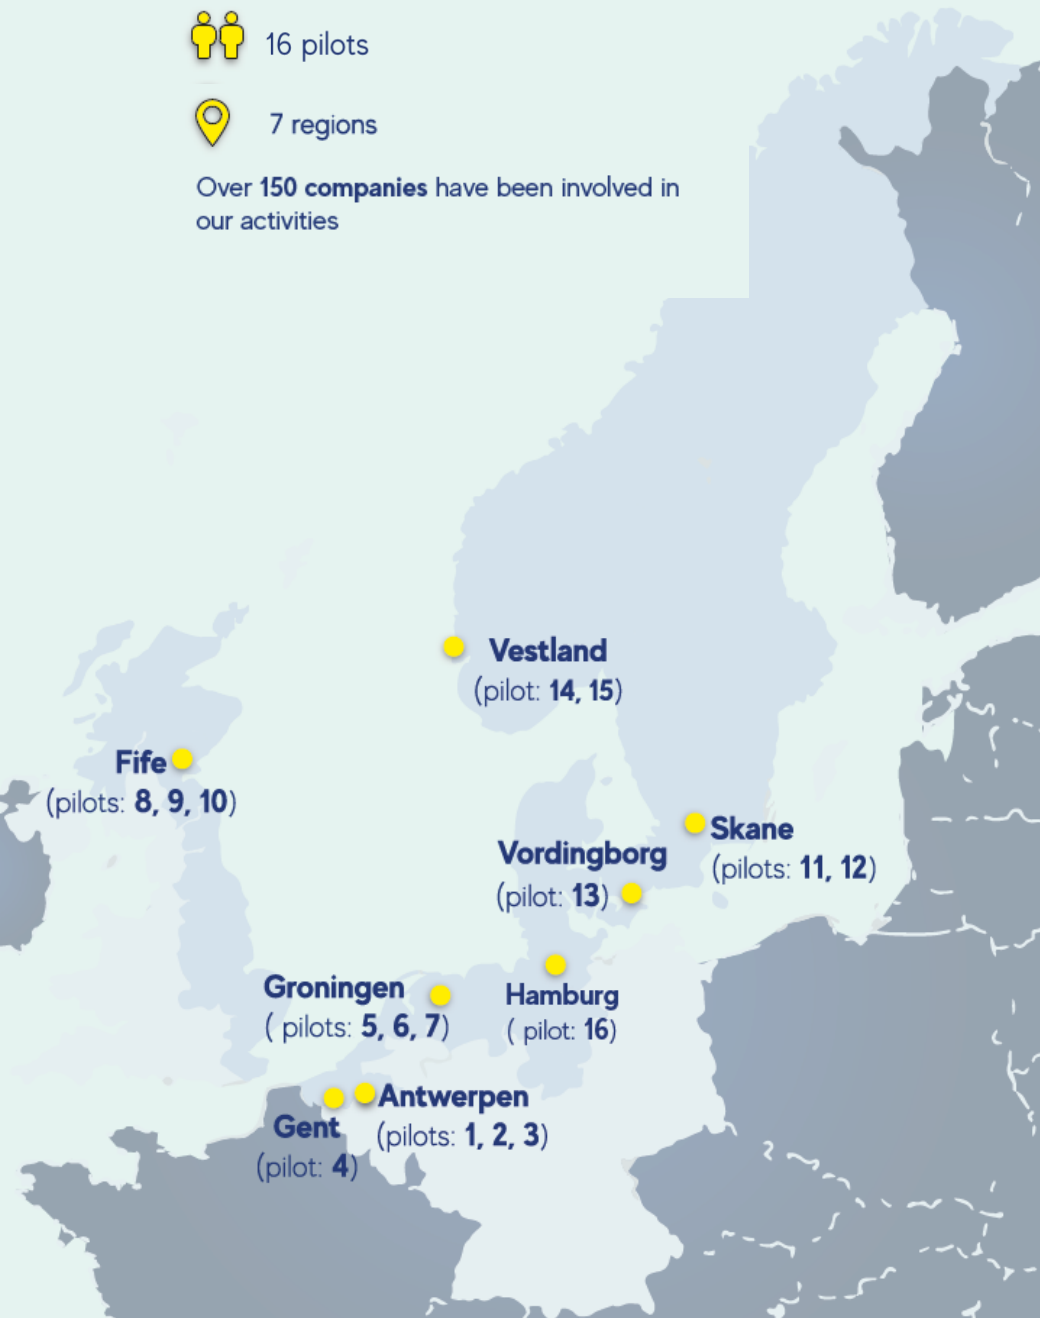 16 pilots
7 regions
Over 150 companies have been involved in
our activities
Vestland
(pilot: 14, 15)
Fife
(pilots: 8, 9, 10)
Skane
(pilots: 11, 12)
Vordingborg
(pilot: 13)
Groningen
( pilots: 5, 6, 7)
Hamburg
( pilot: 16)
Antwerpen
(pilots: 1, 2, 3)
Gent
(pilot: 4)